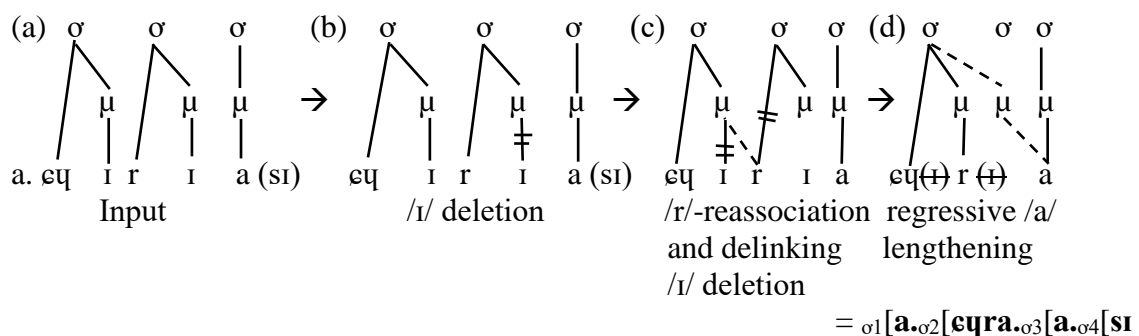 (a) σ σ σ (b) σ σ σ (c) σ σ σ (d) σ σ σ
μ μ μ → μ μ μ → μ μ μ → μ μ μ
a. ɕɥ ɪ r ɪ a (sɪ) ɕɥ ɪ r ɪ a (sɪ) ɕɥ ɪ r ɪ a ɕɥ(ɪ) r (ɪ) a
Input /ɪ/ deletion /r/-reassociation regressive /a/
and delinking lengthening
/ɪ/ deletion
= σ1[a.σ2[ɕɥra.σ3[a.σ4[sɪ